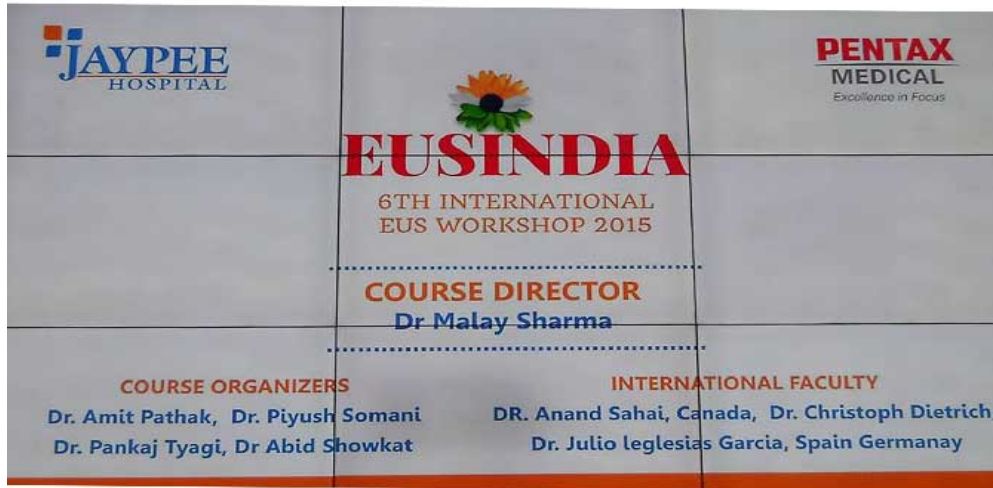 JAYPEE
HOSPITAL
PENTAX
MEDICAL
Excellence in Focus
EUSINDIA
6TH INTERNATIONAL
EUS WORKSHOP 2015
COURSE DIRECTOR
Dr Malay Sharma
COURSE ORGANIZERS
Dr. Amit Pathak, Dr. Piyush Somani
Dr. Pankaj Tyagi, Dr Abid Showkat
INTERNATIONAL FACULTY
DR. Anand Sahai, Canada, Dr. Christoph Dietrich
Dr. Julio leglesias Garcia, Spain Germanay